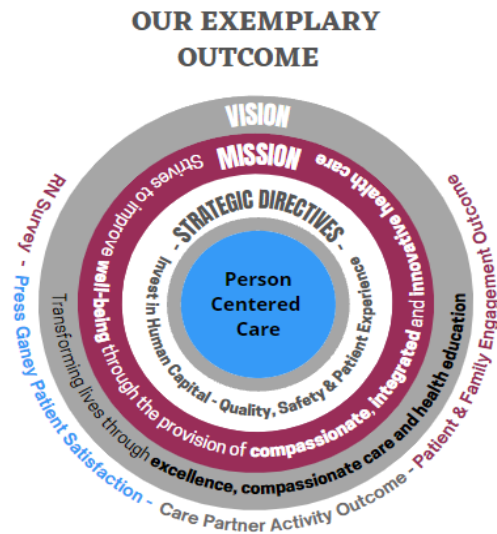 OUR EXEMPLARY
OUTCOME
VISION
Transforming lives through excellence, compassionate care and health education
MISSION
Strives to improve well-being through the provision of compassionate, integrated and innovative health care
- STRATEGIC DIRECTIVES -
Invest in Human Capital - Quality, Safety & Patient Experience
Person
Centered
Care
RN Survey - Press Ganey Patient Satisfaction - Care Partner Activity Outcome - Patient & Family Engagement Outcome